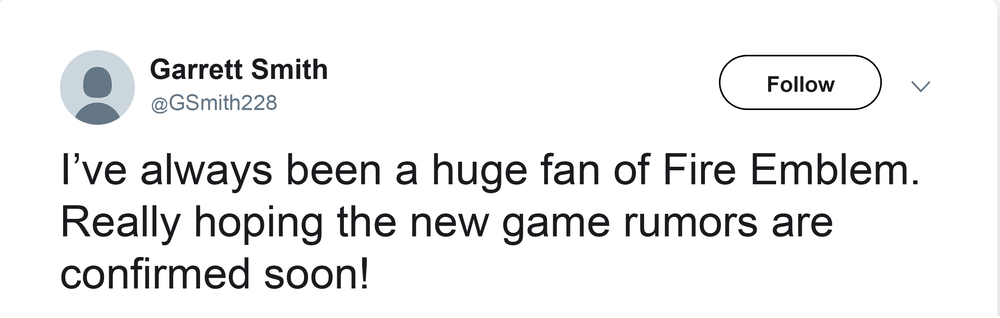 Garrett Smith
@GSmith228
Follow
I’ve always been a huge fan of Fire Emblem.
Really hoping the new game rumors are
confirmed soon!